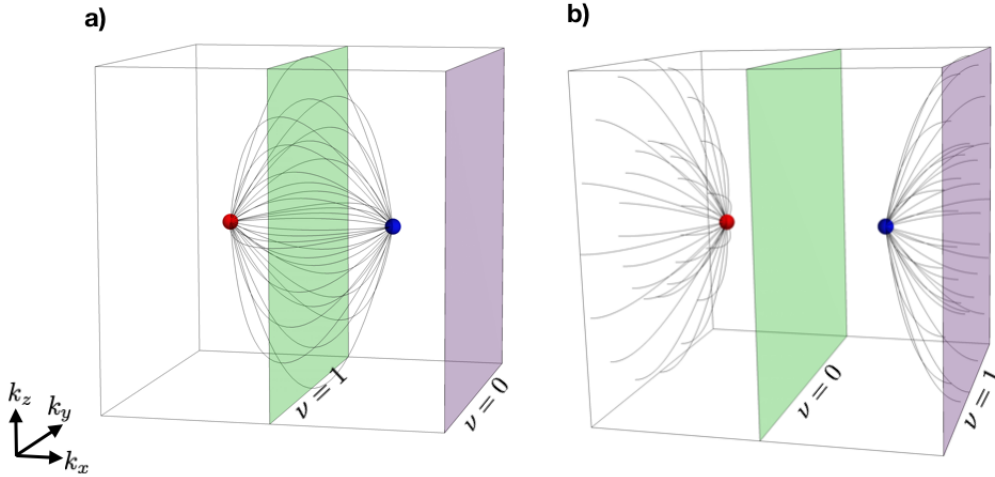 a)
b)
ν = 1
ν = 0
ν = 0
ν = 1
k_z
k_y
k_x